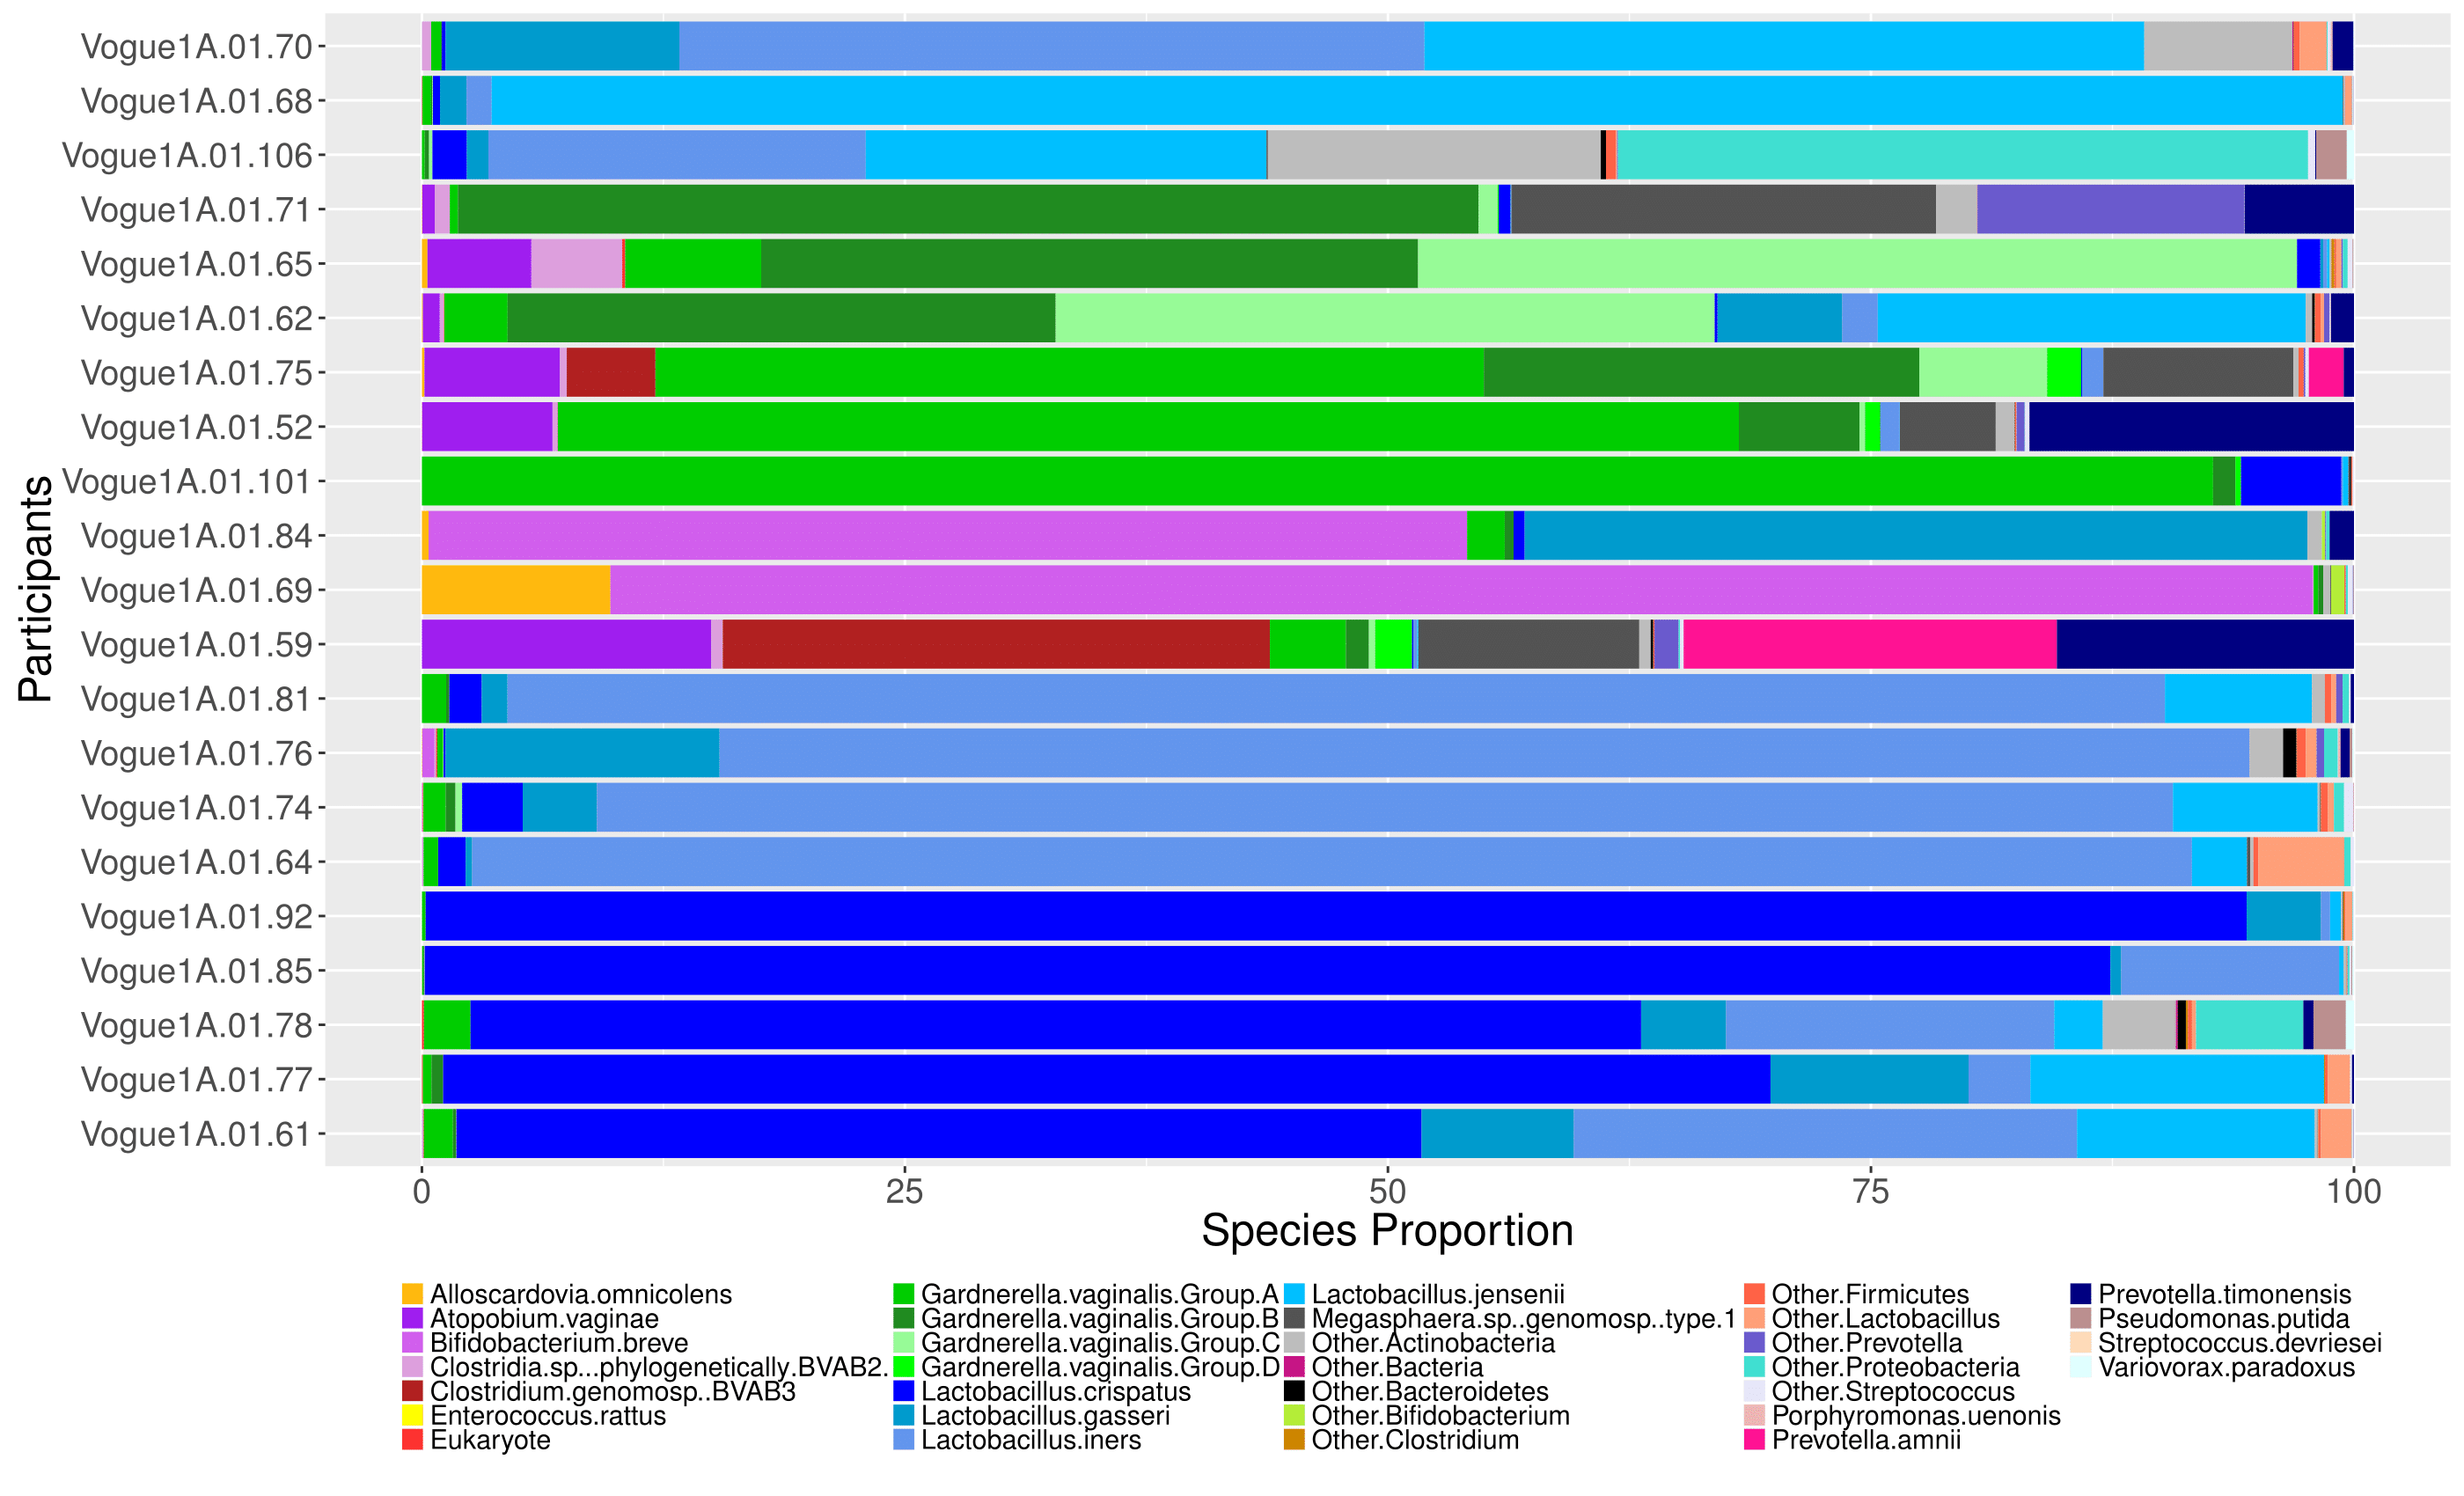 Vogue1A.01.70
Vogue1A.01.68
Vogue1A.01.106
Vogue1A.01.71
Vogue1A.01.65
Vogue1A.01.62
Vogue1A.01.75
Vogue1A.01.52
Vogue1A.01.101
Vogue1A.01.84
Vogue1A.01.69
Vogue1A.01.59
Vogue1A.01.81
Vogue1A.01.76
Vogue1A.01.74
Vogue1A.01.64
Vogue1A.01.92
Vogue1A.01.85
Vogue1A.01.78
Vogue1A.01.77
Vogue1A.01.61
Participants
0 25 50 75 100
Species Proportion
Alloscardovia.omnicolens
Atopobium.vaginae
Bifidobacterium.breve
Clostridia.sp...phylogenetically.BVAB2.
Clostridium.genomosp..BVAB3
Enterococcus.rattus
Eukaryote
Gardnerella.vaginalis.Group.A
Gardnerella.vaginalis.Group.B
Gardnerella.vaginalis.Group.C
Gardnerella.vaginalis.Group.D
Lactobacillus.crispatus
Lactobacillus.gasseri
Lactobacillus.iners
Lactobacillus.jensenii
Megasphaera.sp..genomosp..type.1
Other.Actinobacteria
Other.Bacteria
Other.Bacteroidetes
Other.Bifidobacterium
Other.Clostridium
Other.Firmicutes
Other.Lactobacillus
Other.Prevotella
Other.Proteobacteria
Other.Streptococcus
Porphyromonas.uenonis
Prevotella.amnii
Prevotella.timonensis
Pseudomonas.putida
Streptococcus.devriesei
Variovorax.paradoxus